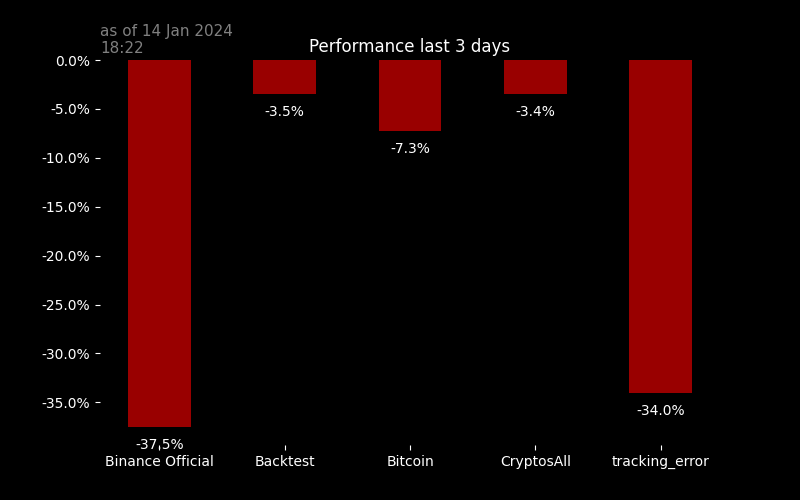 as of 14 Jan 2024
18:22
Performance last 3 days
0.0%
-5.0%
-10.0%
-15.0%
-20.0%
-25.0%
-30.0%
-35.0%
-37.5%
-3.5%
-7.3%
-3.4%
-34.0%
Binance Official
Backtest
Bitcoin
CryptosAll
tracking_error